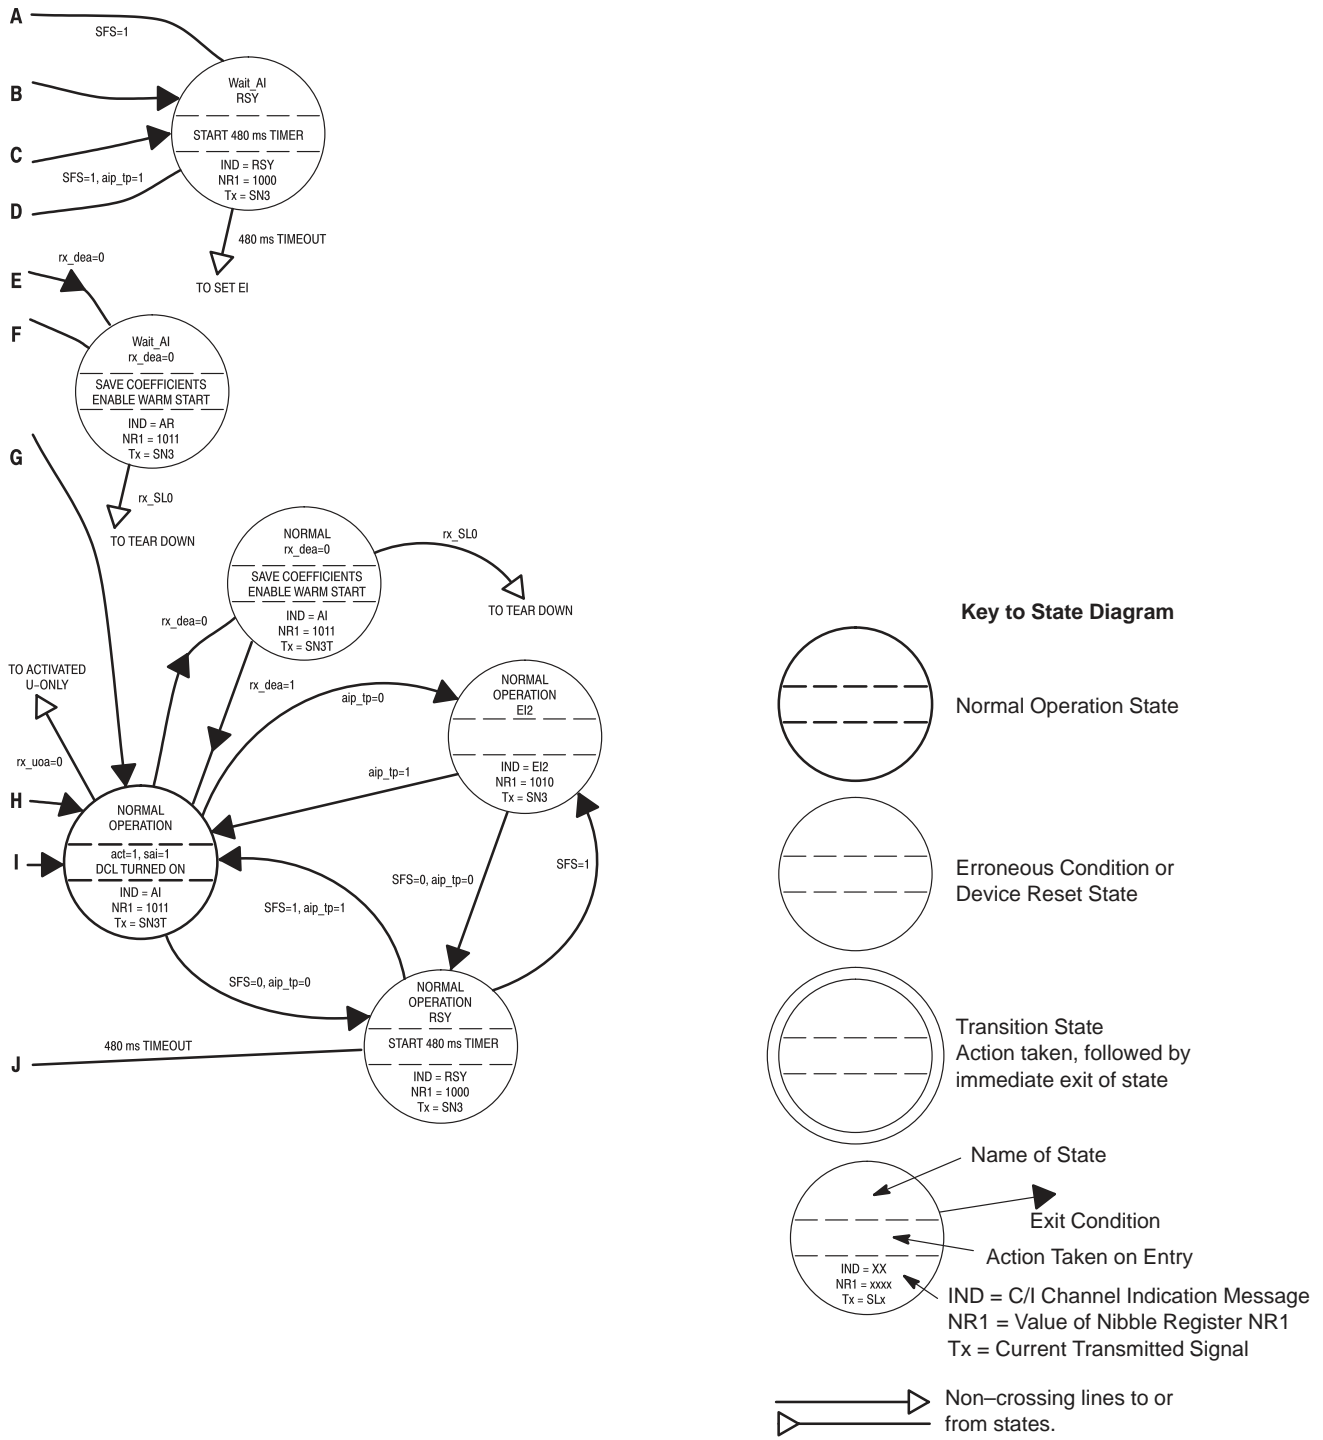 A
SFS=1
Wait_AI
RSY
B
START 480 ms TIMER
C
IND = RSY
NR1 = 1000
Tx = SN3
SFS=1, aip_tp=1
D
480 ms TIMEOUT
TO SET EI
rx_dea=0
E
F
Wait_AI
rx_dea=0
SAVE COEFFICIENTS
ENABLE WARM START
IND = AR
NR1 = 1011
Tx = SN3
G
rx_SL0
TO TEAR DOWN
NORMAL
rx_dea=0
SAVE COEFFICIENTS
ENABLE WARM START
IND = AI
NR1 = 1011
Tx = SN3T
rx_SL0
TO TEAR DOWN
rx_dea=0
rx_dea=1
TO ACTIVATED
U–ONLY
rx_uoa=0
aip_tp=0
NORMAL
OPERATION
EI2
IND = EI2
NR1 = 1010
Tx = SN3
aip_tp=1
H
NORMAL
OPERATION
I
act=1, sai=1
DCL TURNED ON
IND = AI
NR1 = 1011
Tx = SN3T
SFS=0, aip_tp=0
SFS=1
SFS=1, aip_tp=1
SFS=0, aip_tp=0
NORMAL
OPERATION
RSY
START 480 ms TIMER
IND = RSY
NR1 = 1000
Tx = SN3
J
480 ms TIMEOUT
Key to State Diagram
Normal Operation State
Erroneous Condition or
Device Reset State
Transition State
Action taken, followed by
immediate exit of state
Name of State
Exit Condition
Action Taken on Entry
IND = XX
NR1 = xxxx
Tx = SLx
IND = C/I Channel Indication Message
NR1 = Value of Nibble Register NR1
Tx = Current Transmitted Signal
Non–crossing lines to or
from states.